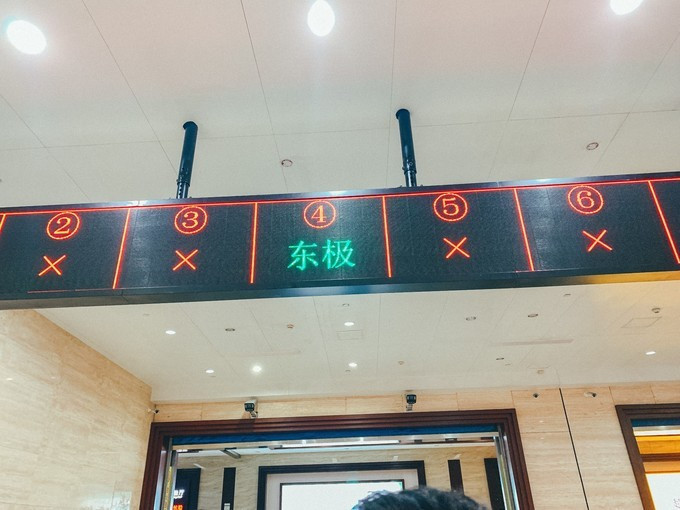 ② ③ ④ ⑤ ⑥
× × 东极 × ×